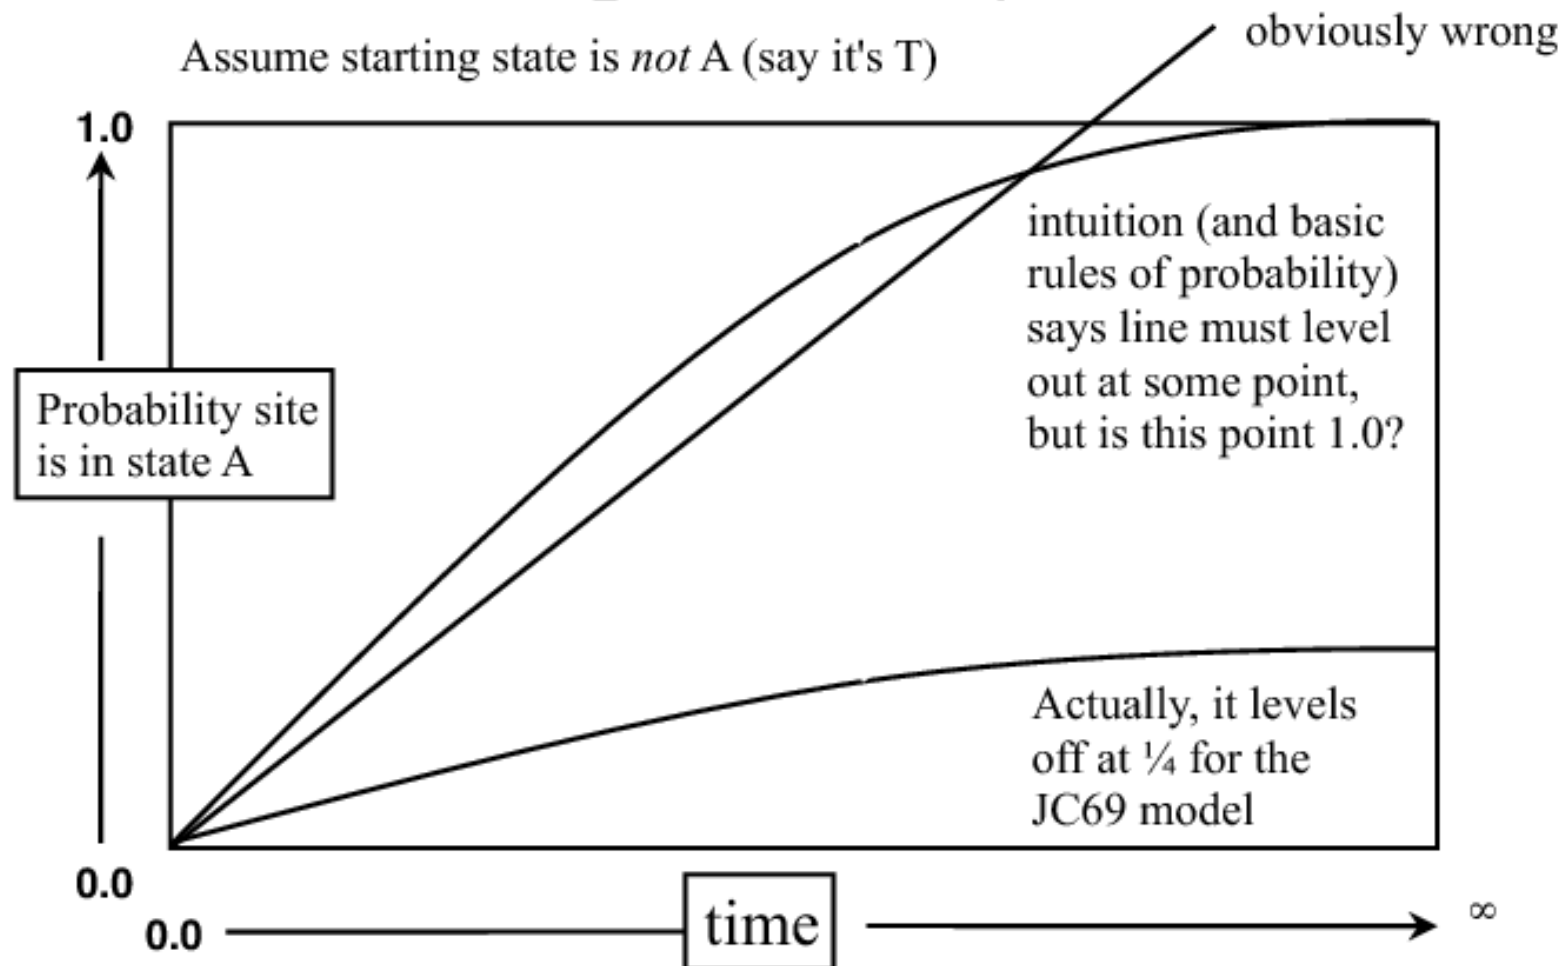 Assume starting state is not A (say it's T)
obviously wrong
1.0
intuition (and basic
rules of probability)
says line must level
out at some point,
but is this point 1.0?
Probability site
is in state A
Actually, it levels
off at ¼ for the
JC69 model
0.0
0.0
time
∞